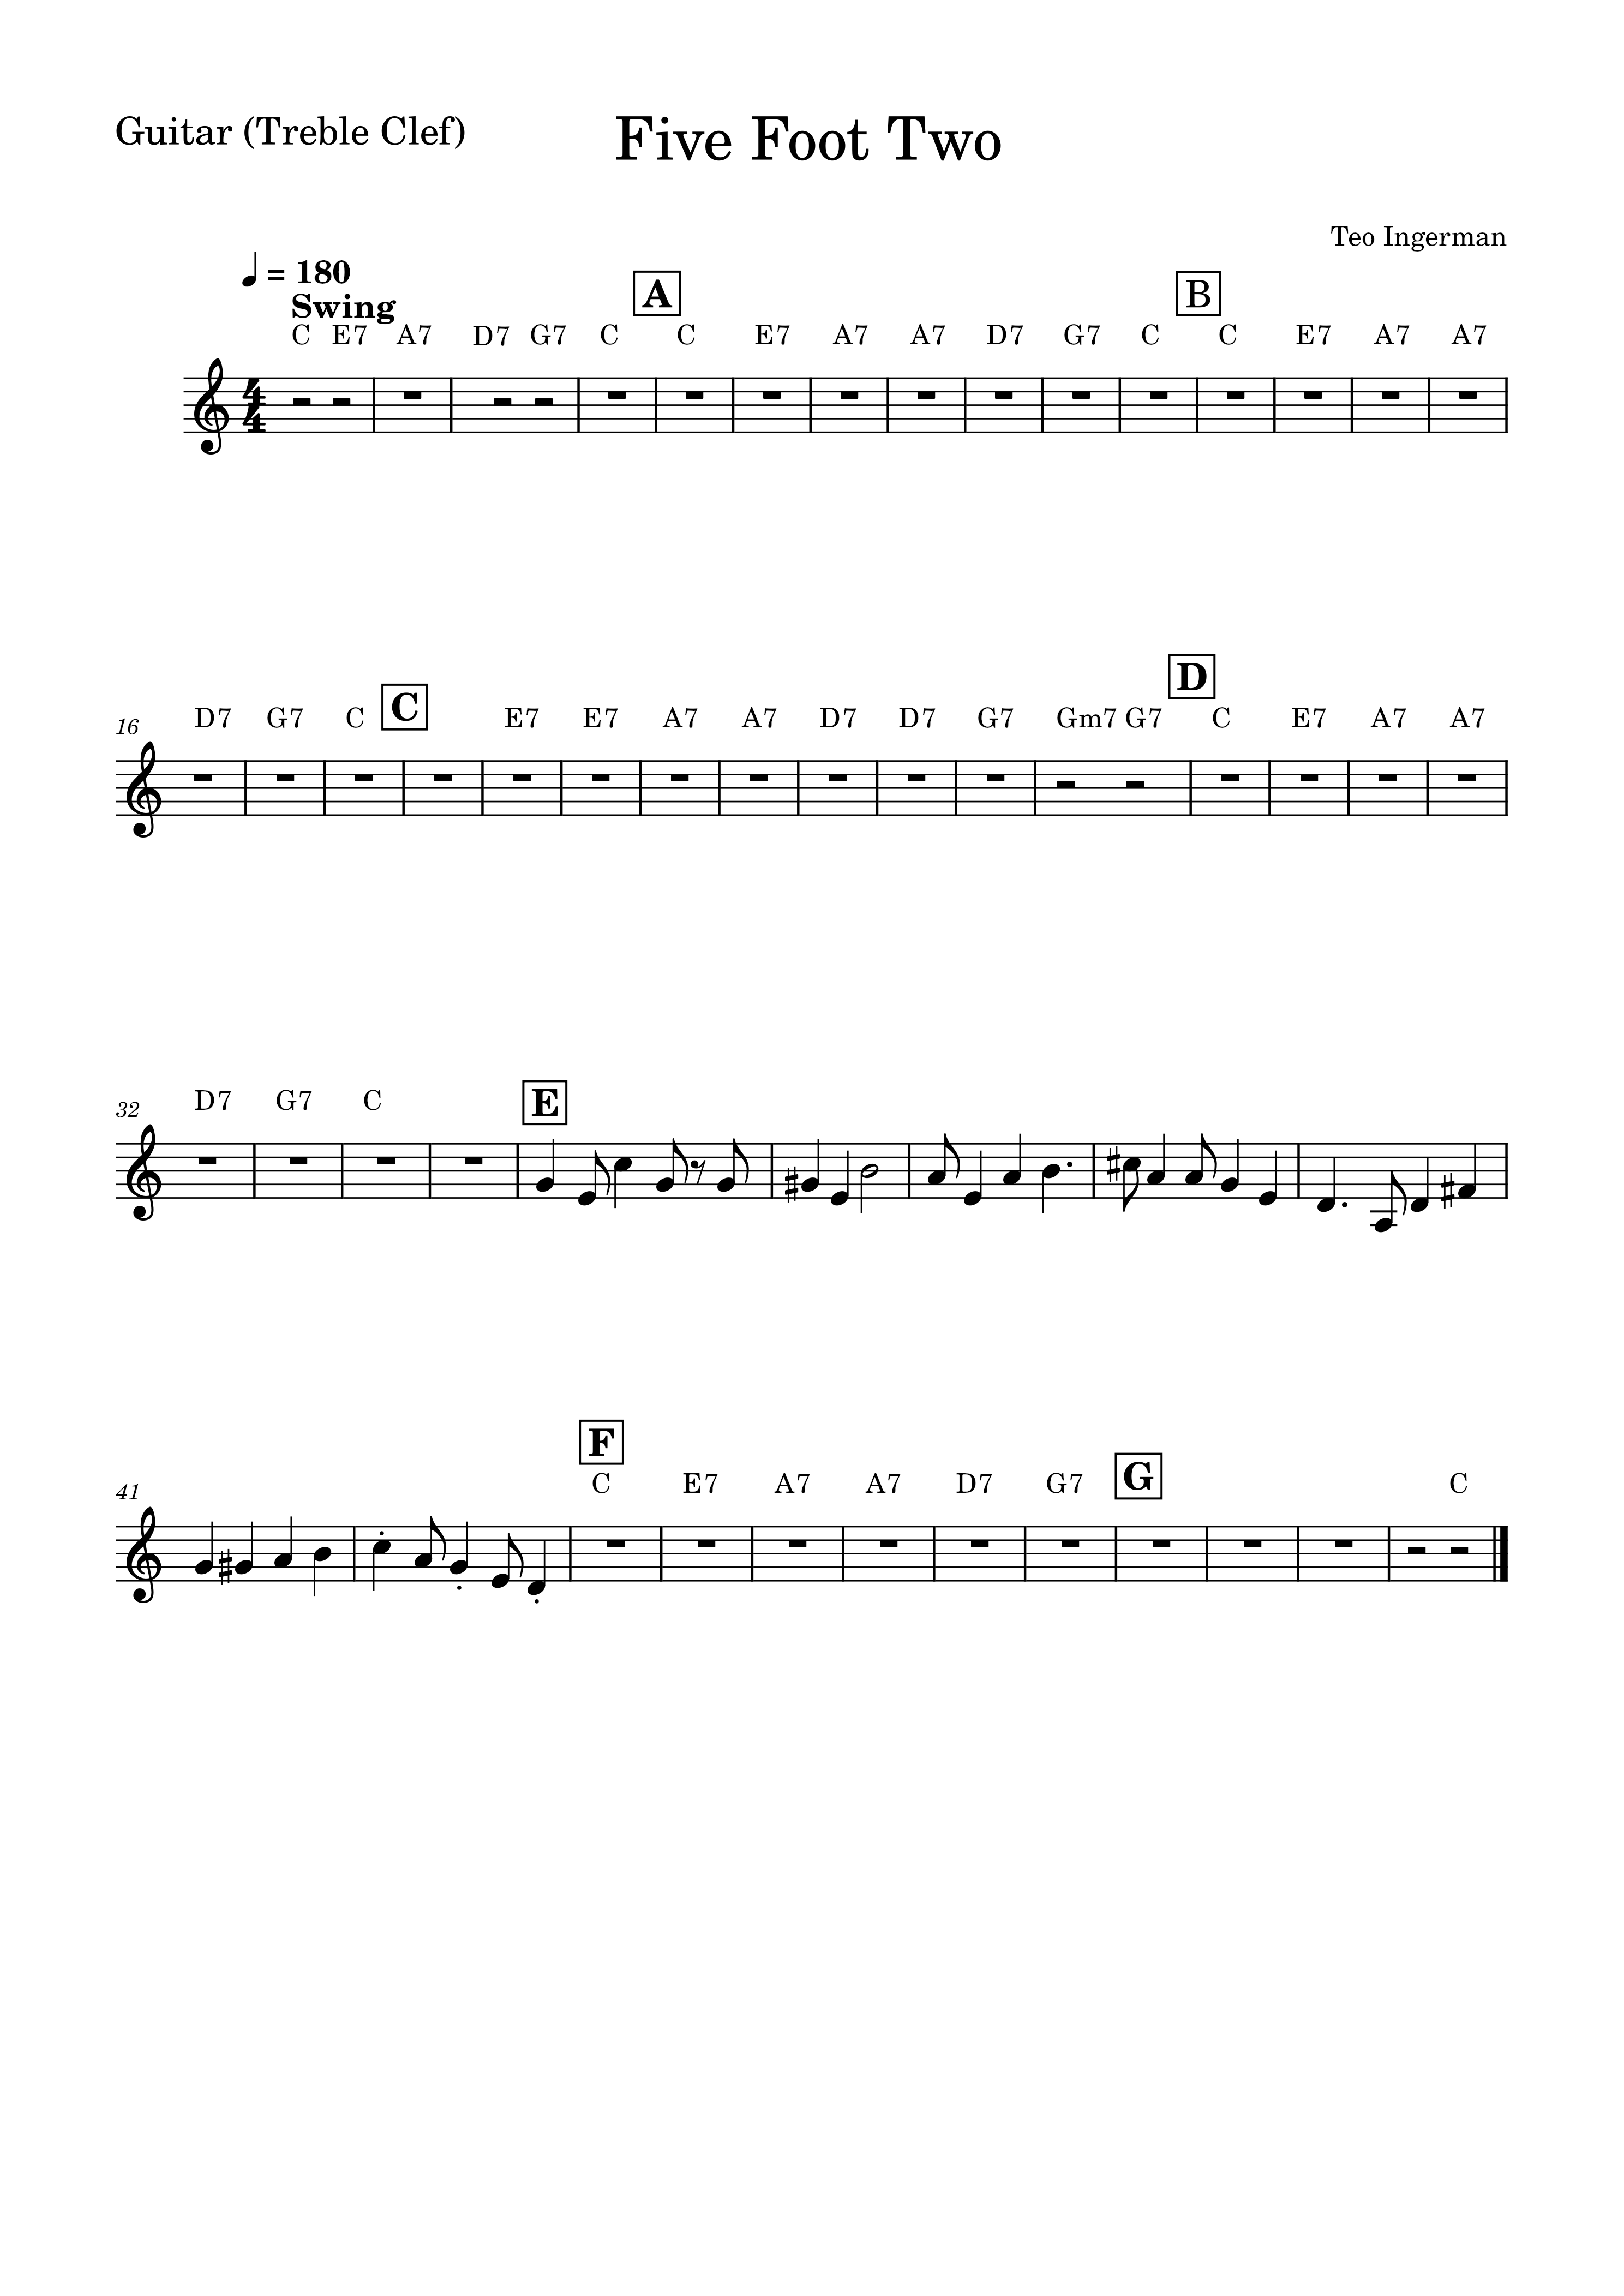 Guitar (Treble Clef)
Five Foot Two
Teo Ingerman
= 180
Swing
A B
C E7 A7 D7 G7 C C E7 A7 A7 D7 G7 C C E7 A7 A7
4
4
C D
16 D7 G7 C E7 E7 A7 A7 D7 D7 G7 Gm7 G7 C E7 A7 A7
E
32 D7 G7 C
F G
41 C E7 A7 A7 D7 G7 C